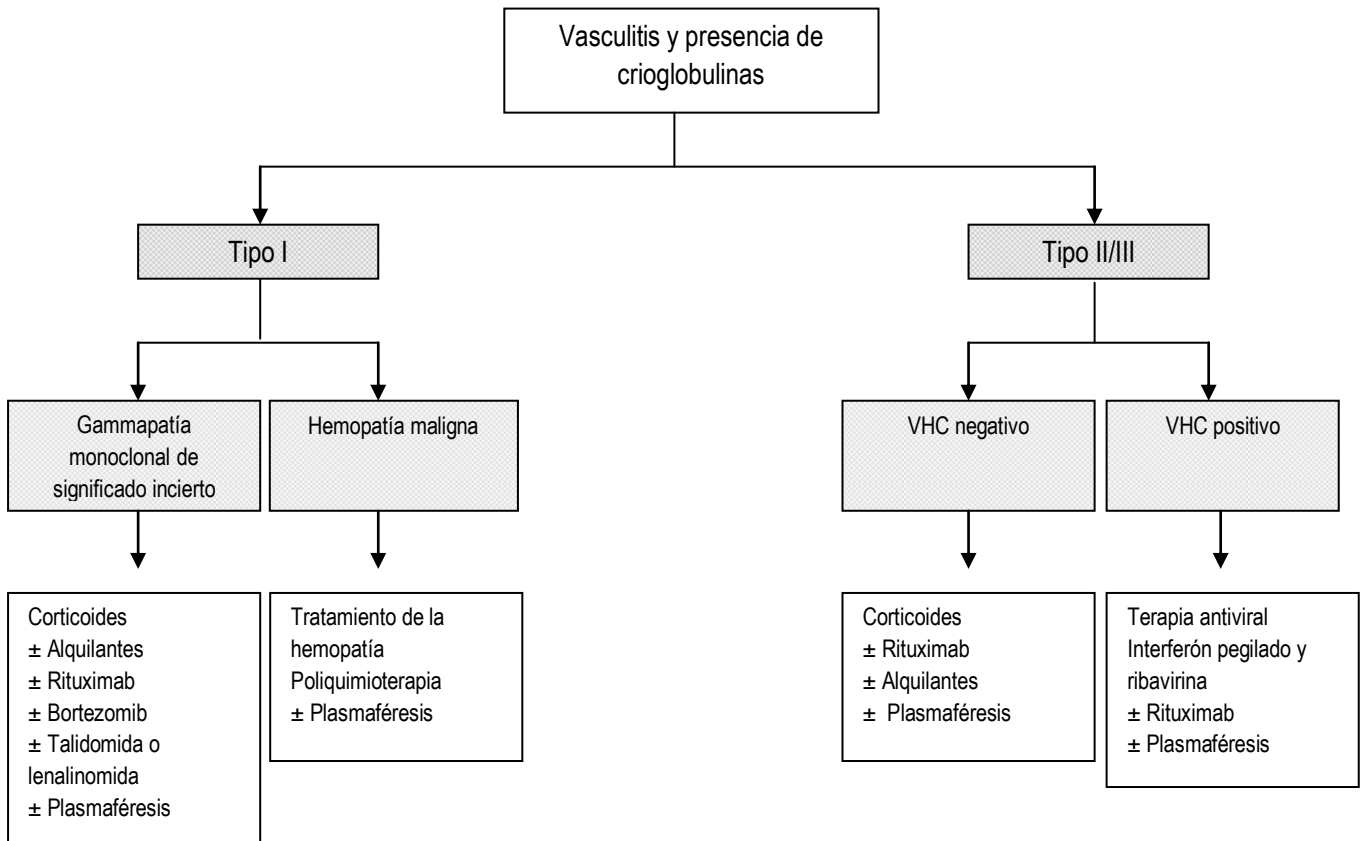 Vasculitis y presencia de
crioglobulinas
Tipo I
Tipo II/III
Gammapatía
monoclonal de
significado incierto
Hemopatía maligna
VHC negativo
VHC positivo
Corticoides
± Alquilantes
± Rituximab
± Bortezomib
± Talidomida o
lenalinomida
± Plasmaféresis
Tratamiento de la
hemopatía
Poliquimioterapia
± Plasmaféresis
Corticoides
± Rituximab
± Alquilantes
± Plasmaféresis
Terapia antiviral
Interferón pegilado y
ribavirina
± Rituximab
± Plasmaféresis